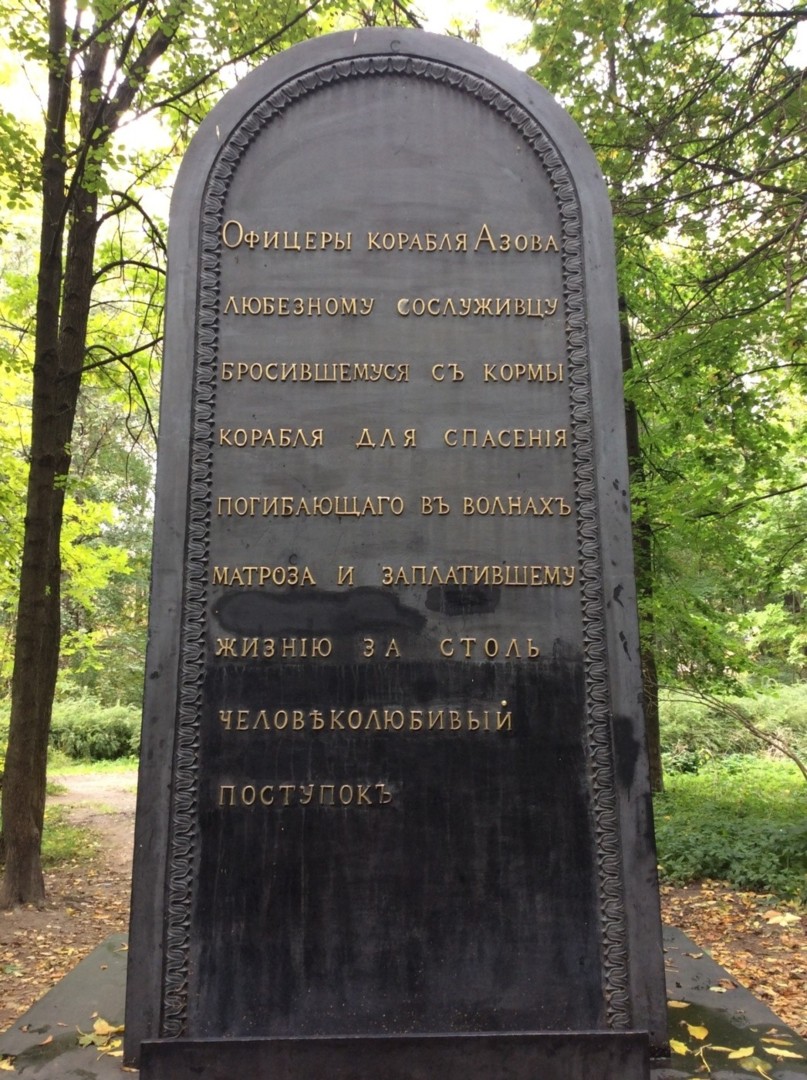 Офицеры корабля Азова
любезному сослуживцу
бросившемуся съ кормы
корабля для спасенія
погибающаго въ волнахъ
матроза и заплатившему
жизнію за столь
человѣколюбивый
поступокъ